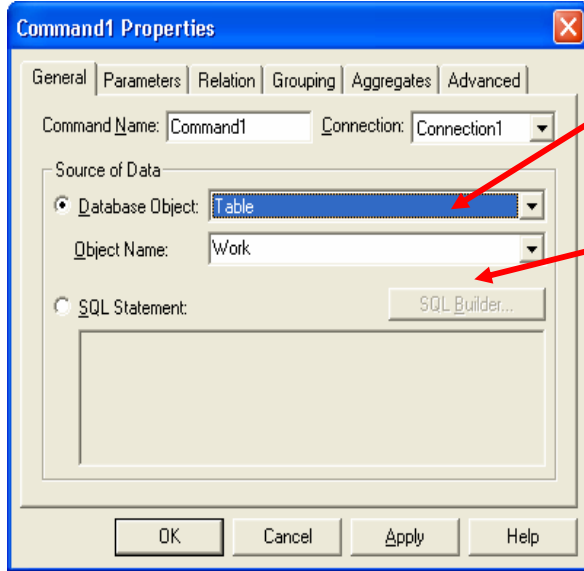 Command1 Properties
General Parameters Relation Grouping Aggregates Advanced
Command Name: Command1 Connection: Connection1
Source of Data
Database Object: Table
Object Name: Work
SQL Statement: SQL Builder...
OK Cancel Apply Help